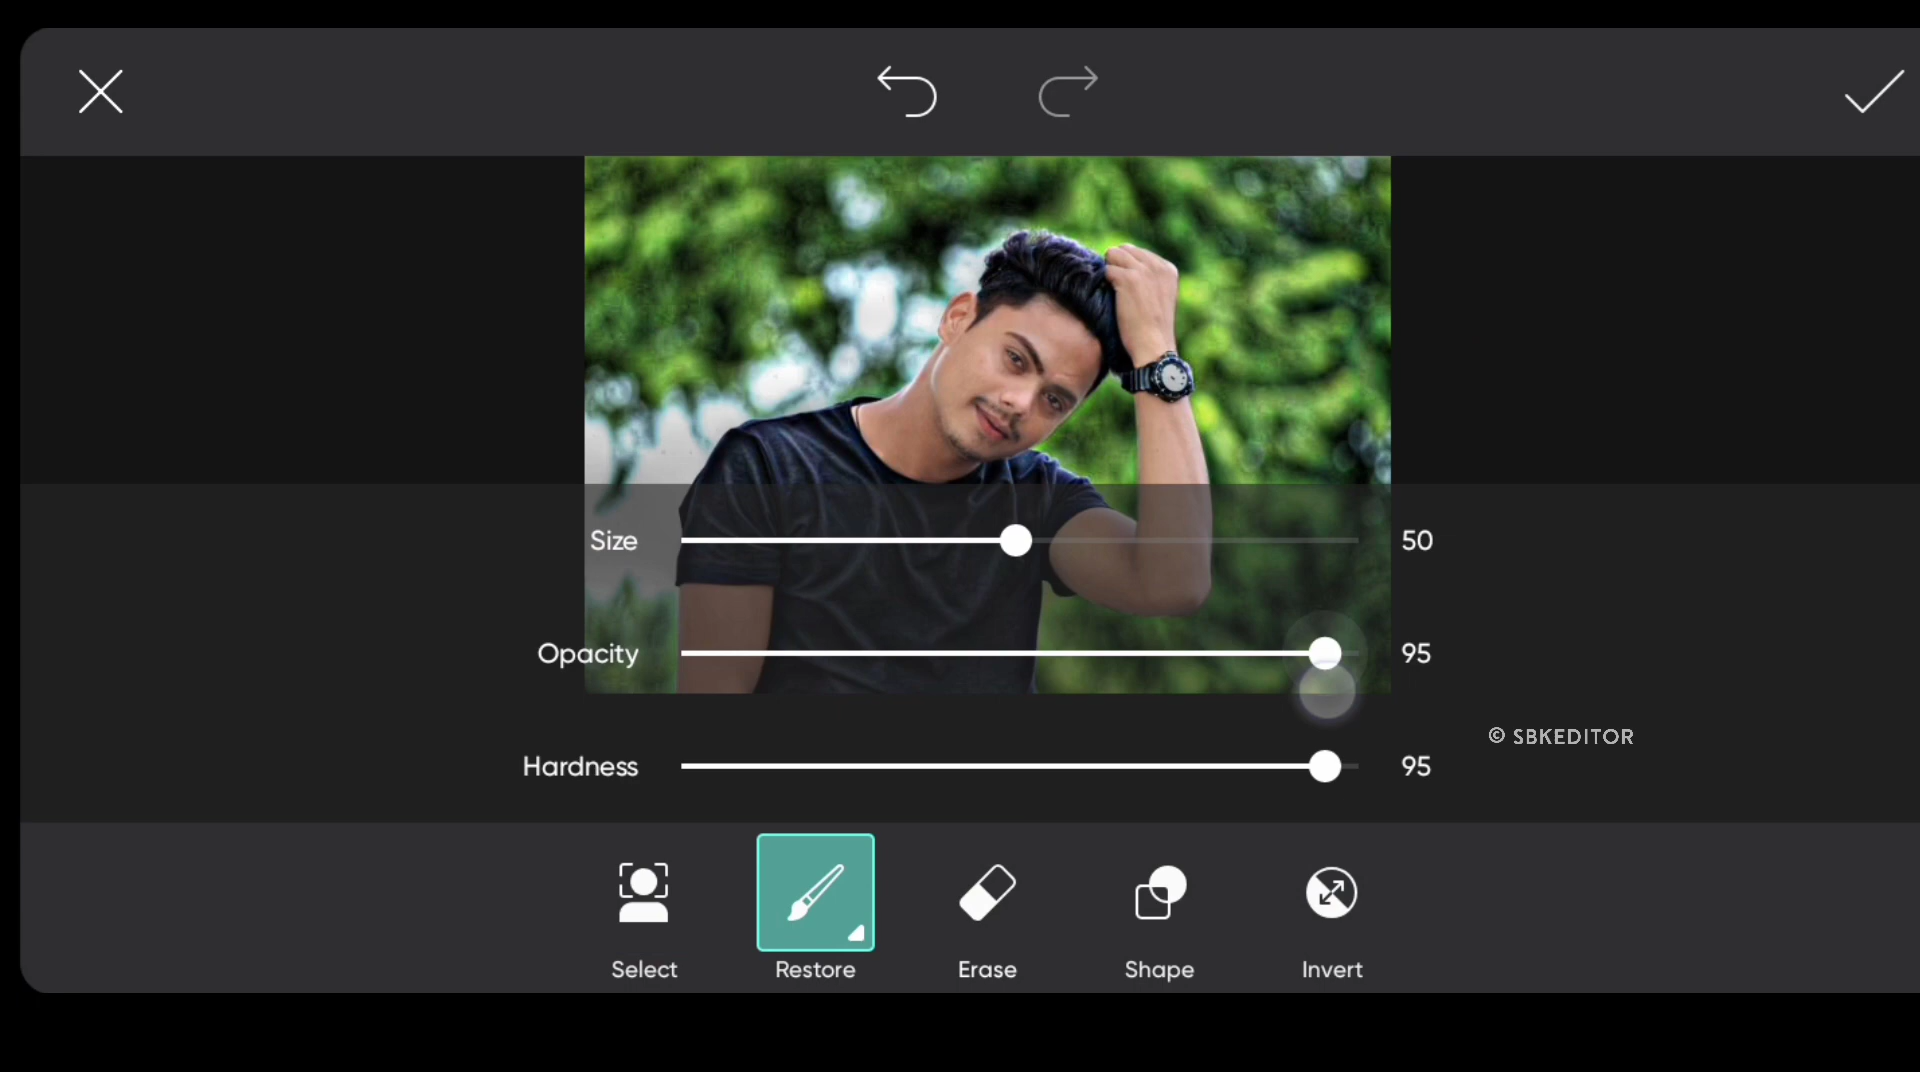 Size 50
Opacity 95
© SBKEDITOR
Hardness 95
Select Restore Erase Shape Invert